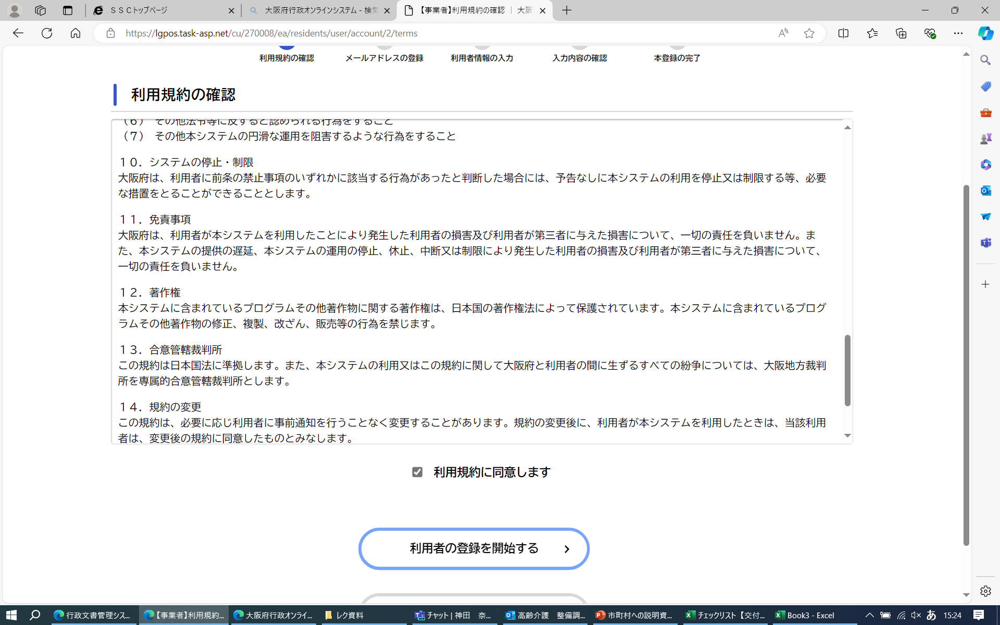 ＳＳＣトップページ
大阪府行政オンラインシステム - 検索
【事業者】利用規約の確認 | 大阪
https://lgpos.task-asp.net/cu/270008/ea/residents/user/account/2/terms
利用規約の確認
メールアドレスの登録
利用者情報の入力
入力内容の確認
本登録の完了
利用規約の確認
（６） その他法令等に反すると認められる行為をすること
（７） その他本システムの円滑な運用を阻害するような行為をすること
１０．システムの停止・制限
大阪府は、利用者に前条の禁止事項のいずれかに該当する行為があったと判断した場合には、予告なしに本システムの利用を停止又は制限する等、必要
な措置をとることができることとします。
１１．免責事項
大阪府は、利用者が本システムを利用したことにより発生した利用者の損害及び利用者が第三者に与えた損害について、一切の責任を負いません。ま
た、本システムの提供の遅延、本システムの運用の停止、休止、中断又は制限により発生した利用者の損害及び利用者が第三者に与えた損害について、
一切の責任を負いません。
１２．著作権
本システムに含まれているプログラムその他著作物に関する著作権は、日本国の著作権法によって保護されています。本システムに含まれているプログ
ラムその他著作物の修正、複製、改ざん、販売等の行為を禁じます。
１３．合意管轄裁判所
この規約は日本国法に準拠します。また、本システムの利用又はこの規約に関して大阪府と利用者の間に生ずるすべての紛争については、大阪地方裁判
所を専属的合意管轄裁判所とします。
１４．規約の変更
この規約は、必要に応じ利用者に事前通知を行うことなく変更することがあります。規約の変更後に、利用者が本システムを利用したときは、当該利用
者は、変更後の規約に同意したものとみなします。
利用規約に同意します
利用者の登録を開始する
行政文書管理シス...
【事業者】利用規約...
大阪府行政オンライ...
レク資料
チャット | 神田 奈...
高齢介護 整備調...
市町村への説明資...
チェックリスト【交付...
Book3 - Excel
あ
15:24